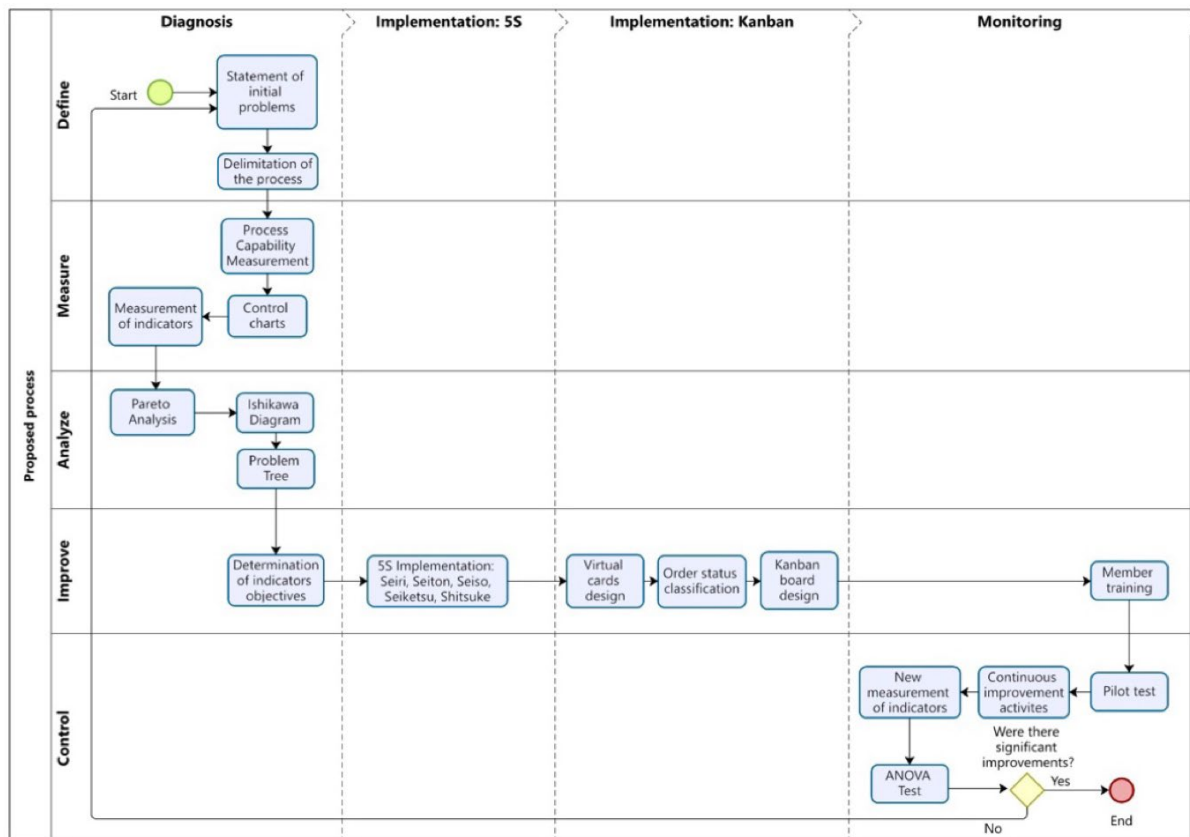 Diagnosis
Implementation: 5S
Implementation: Kanban
Monitoring
Proposed process
Define
Start
Statement of
initial
problems
Delimitation of
the process
Measure
Process
Capability
Measurement
Measurement
of indicators
Control
charts
Analyze
Pareto
Analysis
Ishikawa
Diagram
Problem
Tree
Improve
Determination
of indicators
objectives
5S Implementation:
Seiri, Seiton, Seiso,
Seiketsu, Shitsuke
Virtual
cards
design
Order status
classification
Kanban
board
design
Member
training
Control
New
measurement
of indicators
Continuous
improvement
activites
Pilot test
Were there
significant
improvements?
ANOVA
Test
Yes
No
End